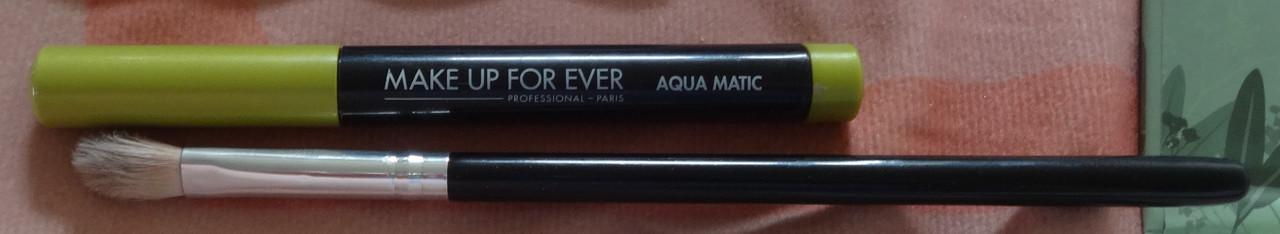 MAKE UP FOR EVER AQUA MATIC
PROFESSIONAL – PARIS